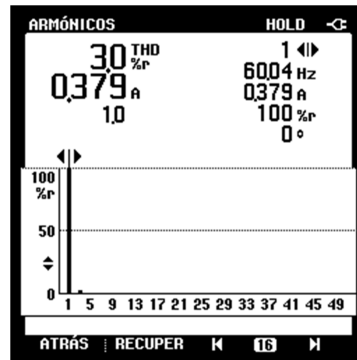 ARMÓNICOS HOLD
3,0 THD %r
0,379 A
1,0
1
60,04 Hz
0,379 A
100 %r
0 °
100
%r
50
0
1 5 9 13 17 21 25 29 33 37 41 45 49
ATRÁS RECUPER 16